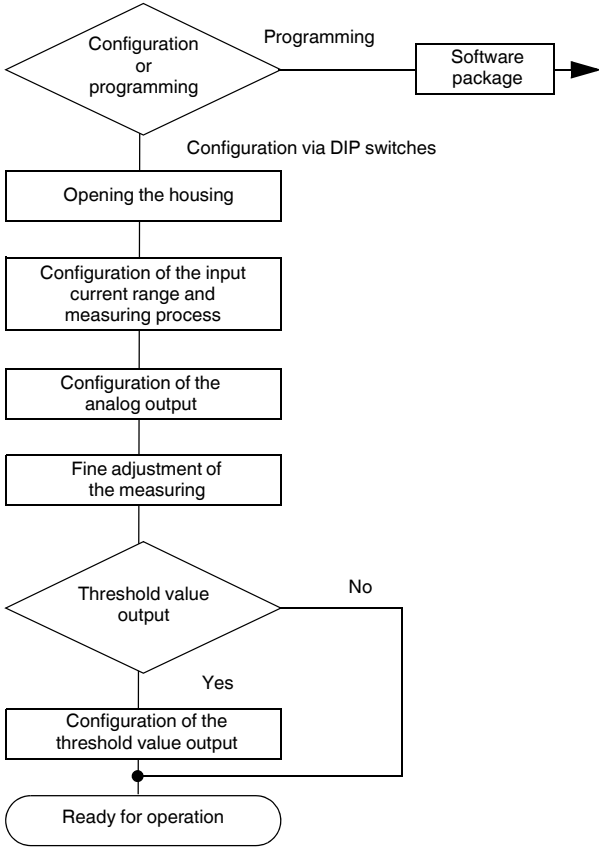 Configuration
or
programming
Programming
Software
package
Configuration via DIP switches
Opening the housing
Configuration of the input
current range and
measuring process
Configuration of the
analog output
Fine adjustment of
the measuring
Threshold value
output
No
Yes
Configuration of the
threshold value output
Ready for operation